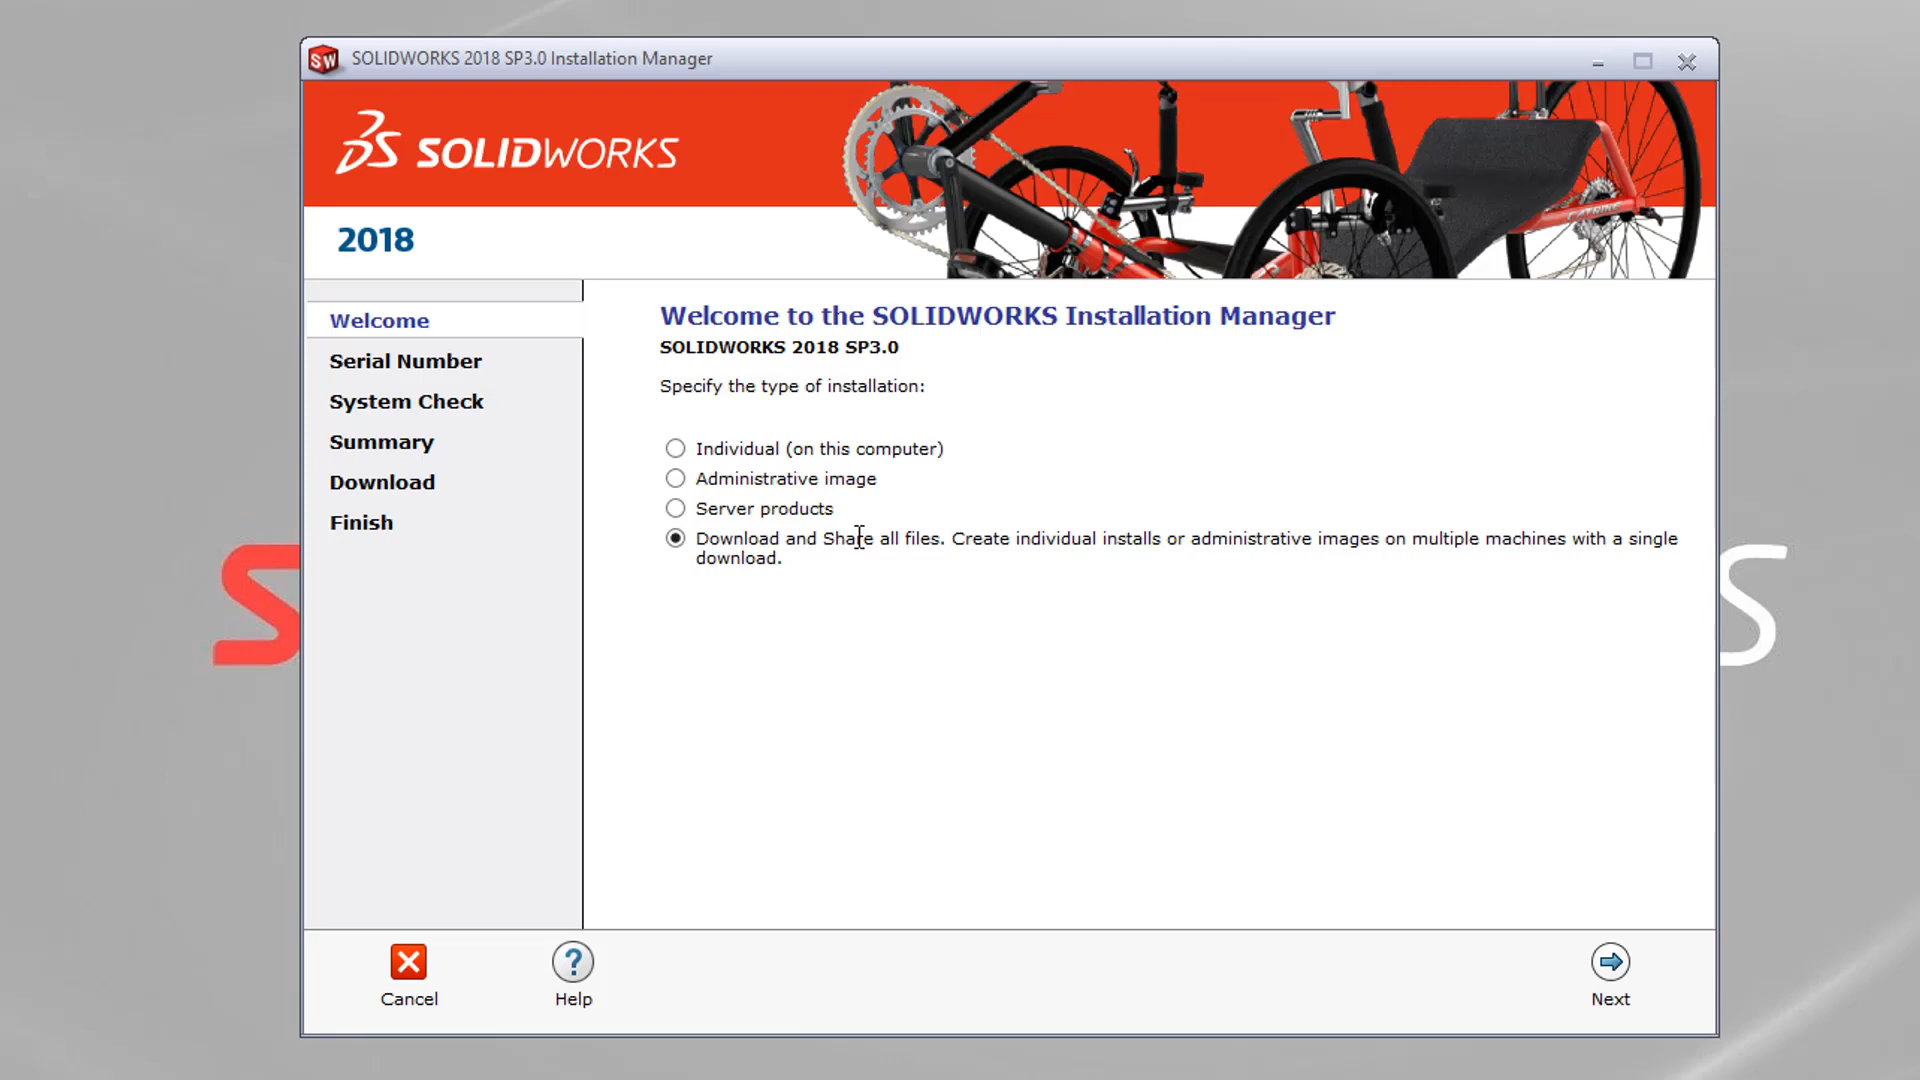 SOLIDWORKS 2018 SP3.0 Installation Manager
SOLIDWORKS
CATRIKE
2018
Welcome
Serial Number
System Check
Summary
Download
Finish
Welcome to the SOLIDWORKS Installation Manager
SOLIDWORKS 2018 SP3.0
Specify the type of installation:
Individual (on this computer)
Administrative image
Server products
Download and Share all files. Create individual installs or administrative images on multiple machines with a single
download.
S
S
Cancel
Help
Next